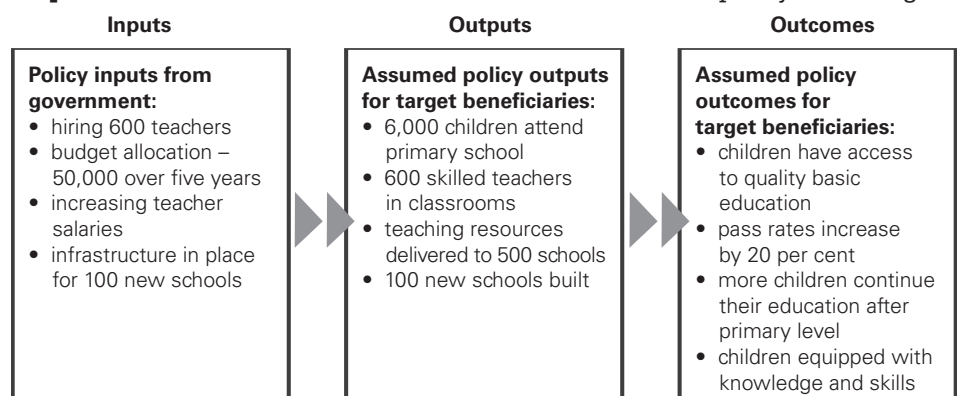 Inputs
Outputs
Outcomes
Policy inputs from
government:
• hiring 600 teachers
• budget allocation –
50,000 over five years
• increasing teacher
salaries
• infrastructure in place
for 100 new schools
Assumed policy outputs
for target beneficiaries:
• 6,000 children attend
primary school
• 600 skilled teachers
in classrooms
• teaching resources
delivered to 500 schools
• 100 new schools built
Assumed policy
outcomes for
target beneficiaries:
• children have access
to quality basic
education
• pass rates increase
by 20 per cent
• more children continue
their education after
primary level
• children equipped with
knowledge and skills